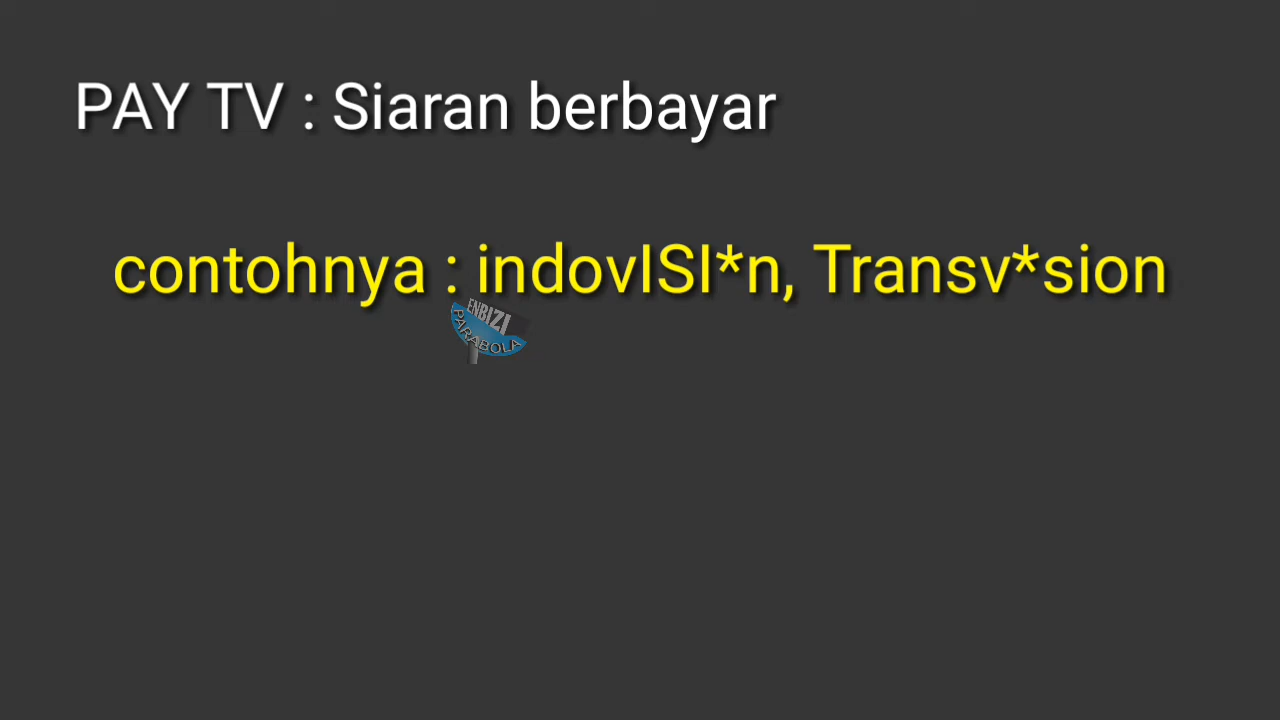 PAY TV : Siaran berbayar
contohnya : indovISI*n, Transv*sion
ENBIZI
PARABOLA